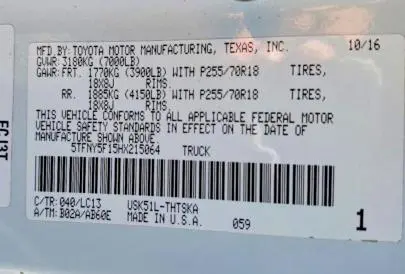 MFD.BY: TOYOTA MOTOR MANUFACTURING, TEXAS, INC. 10/16
GVWR: 3180KG (7000LB)
GAWR: FRT. 1770KG (3900LB) WITH P255/70R18 TIRES,
18X8J RIMS
RR. 1885KG (4150LB) WITH P255/70R18 TIRES,
18X8J RIMS
THIS VEHICLE CONFORMS TO ALL APPLICABLE FEDERAL MOTOR
VEHICLE SAFETY STANDARDS IN EFFECT ON THE DATE OF
MANUFACTURE SHOWN ABOVE
5TFNY5F15HX215064 TRUCK
C/TR: 040/LC13 USK51L-THTSKA
A/TM: B02A/AB60E MADE IN U.S.A. 059 1